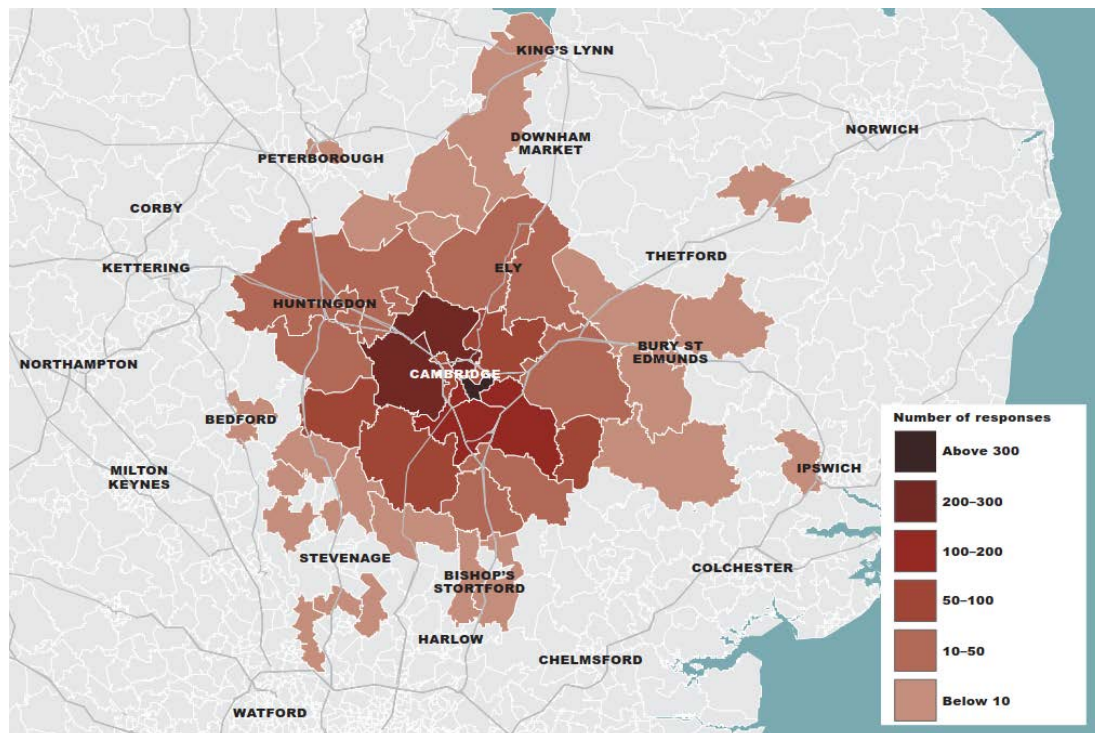 KING'S LYNN
DOWNHAM
MARKET
NORWICH
PETERBOROUGH
CORBY
THETFORD
KETTERING
ELY
HUNTINGDON
BURY ST
EDMUNDS
NORTHAMPTON
CAMBRIDGE
BEDFORD
MILTON
KEYNES
IPSWICH
STEVENAGE
BISHOP'S
STORTFORD
COLCHESTER
HARLOW
CHELMSFORD
WATFORD
Number of responses
Above 300
200–300
100–200
50–100
10–50
Below 10